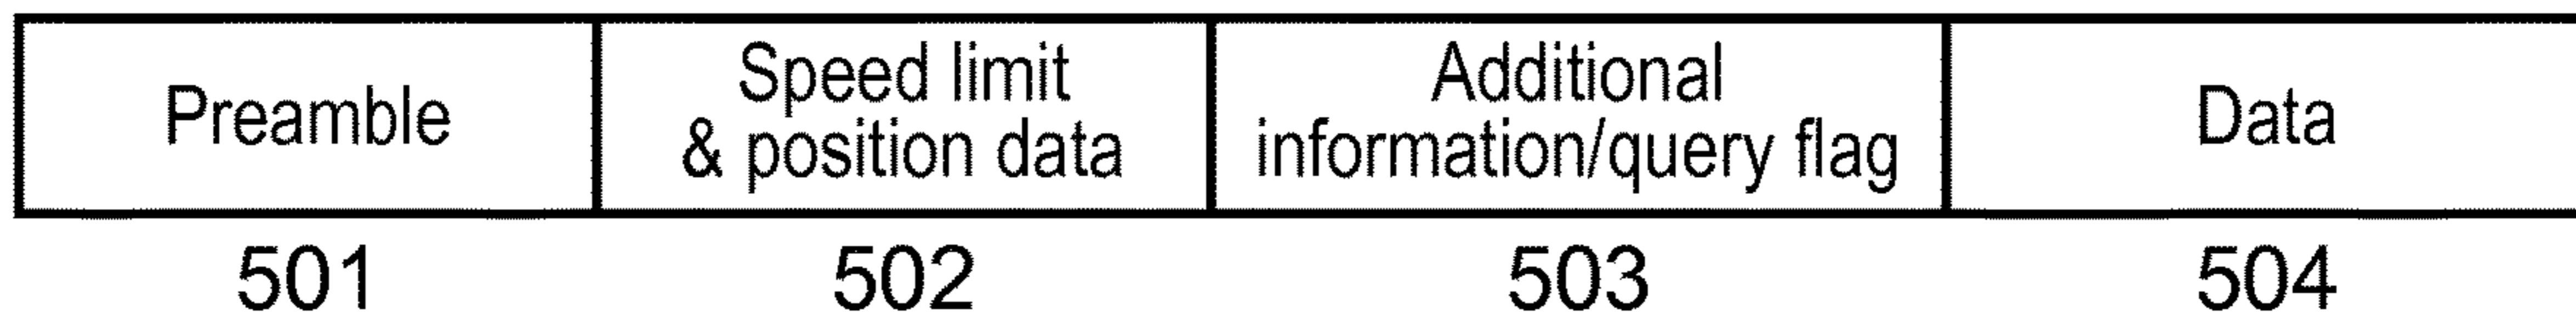 Preamble
Speed limit
& position data
Additional
information/query flag
Data
501
502
503
504